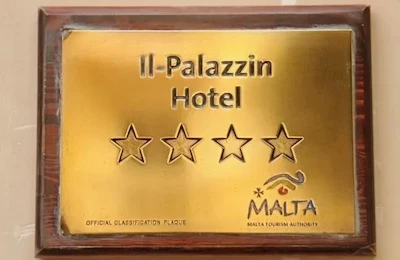 Il-Palazzin
Hotel
MALTA
OFFICIAL CLASSIFICATION PLAQUE
MALTA TOURISM AUTHORITY